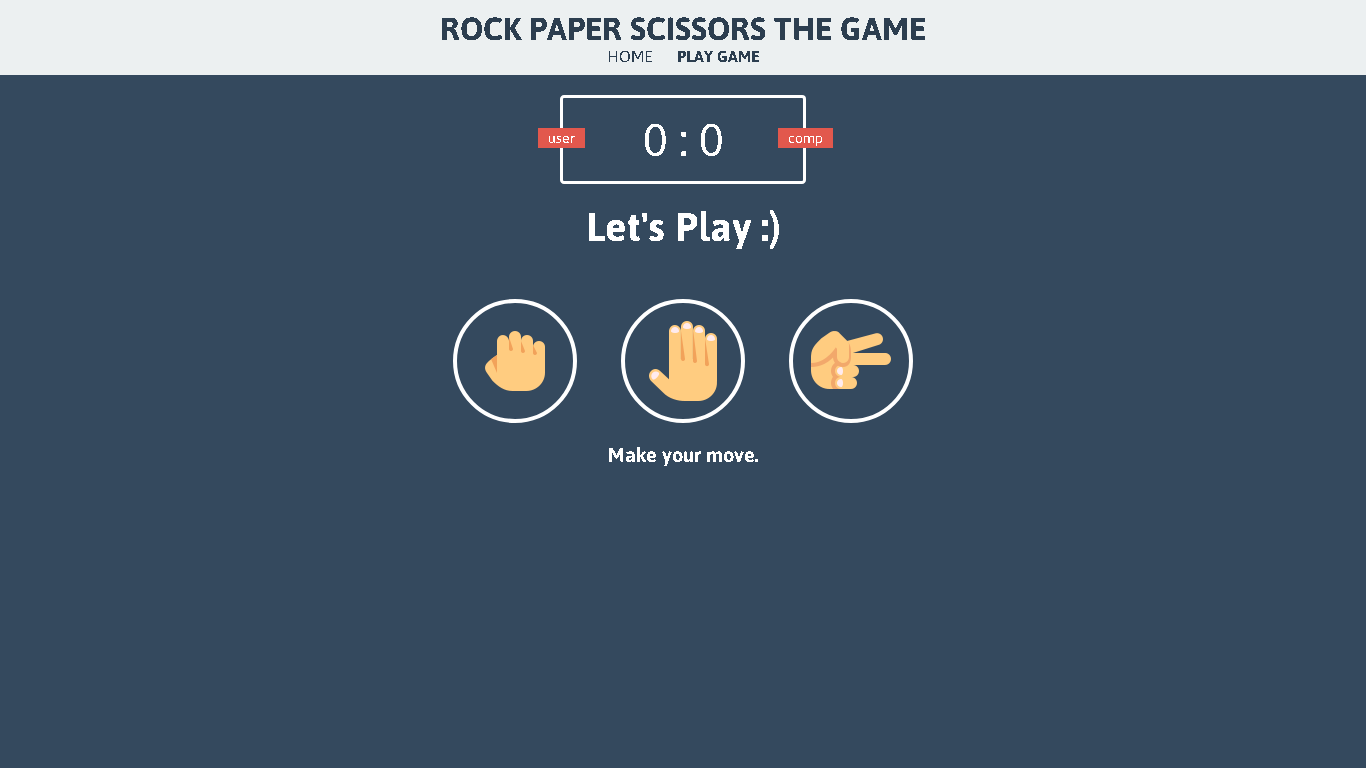 ROCK PAPER SCISSORS THE GAME
HOME PLAY GAME
user 0 : 0 comp
Let's Play :)
Make your move.